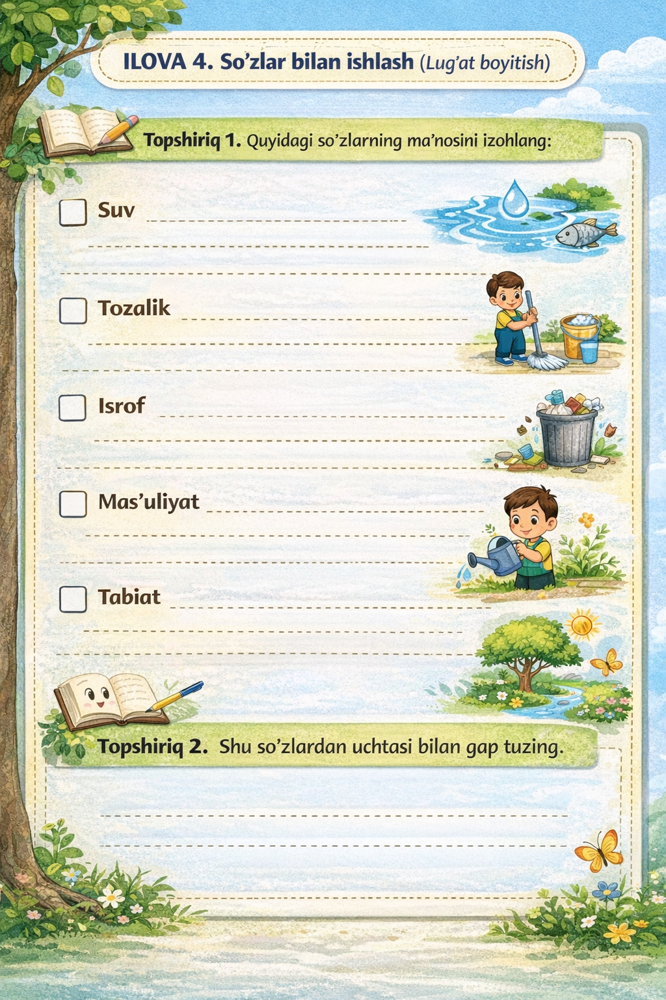 ILOVA 4. So’zlar bilan ishlash (Lug’at boyitish)
Topshiriq 1. Quyidagi so’zlarning ma’nosini izohlang:
Suv
Tozalik
Isrof
Mas’uliyat
Tabiat
Topshiriq 2. Shu so’zlardan uchtasi bilan gap tuzing.